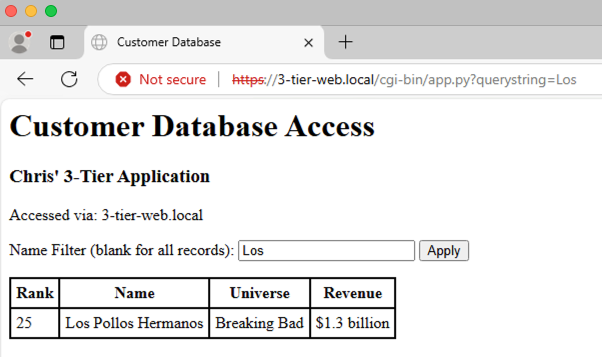 Customer Database
Not secure | https://3-tier-web.local/cgi-bin/app.py?querystring=Los
Customer Database Access
Chris' 3-Tier Application
Accessed via: 3-tier-web.local
Name Filter (blank for all records): Los Apply
Rank Name Universe Revenue
25 Los Pollos Hermanos Breaking Bad $1.3 billion